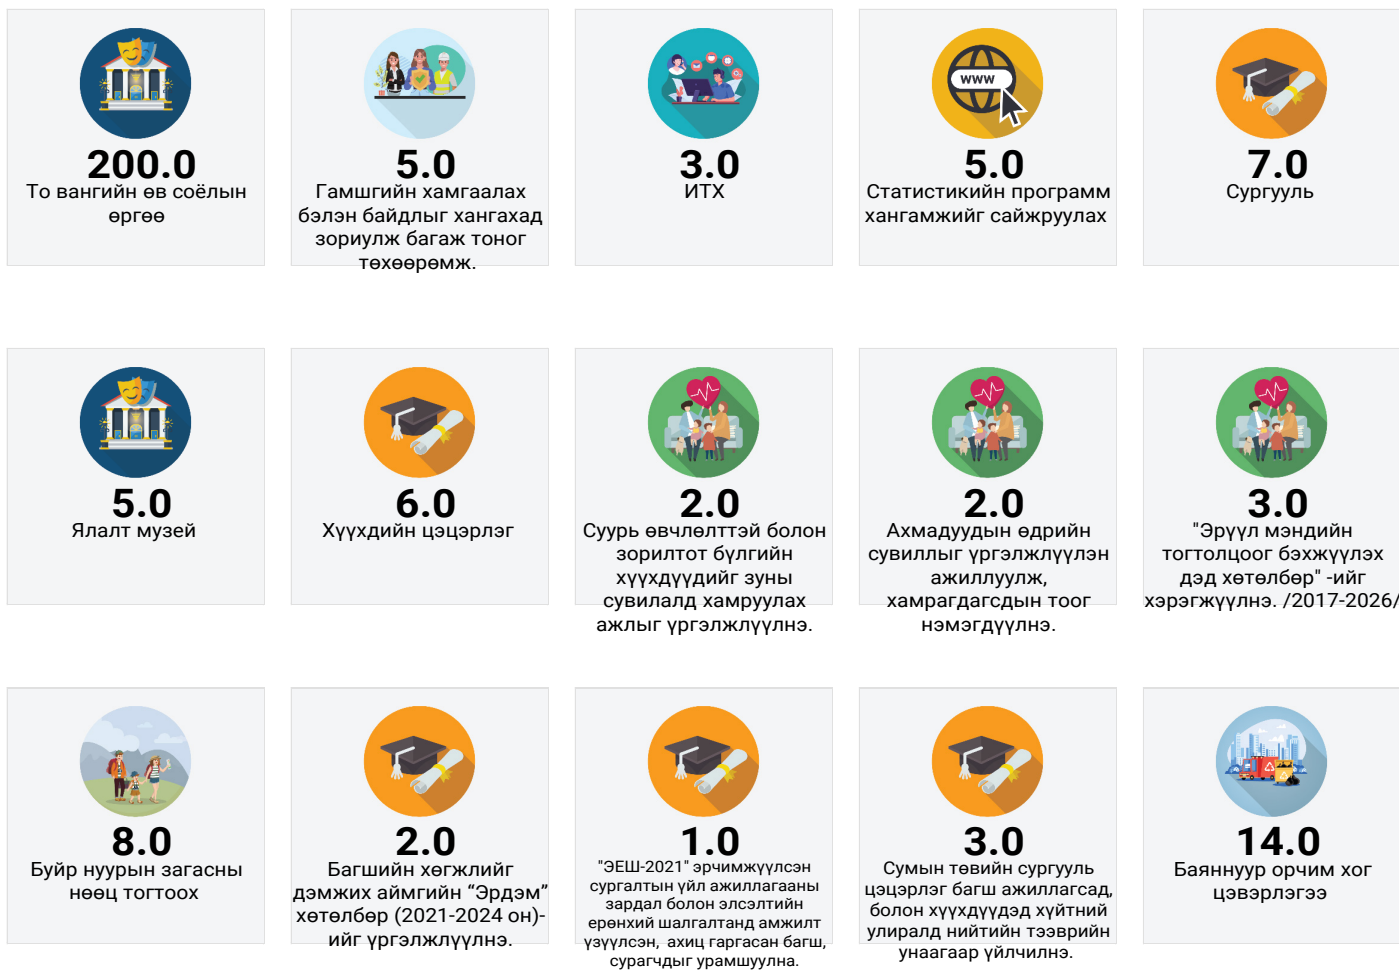 200.0
То вангийн өв соёлын
өргөө
5.0
Гамшгийн хамгаалах
бэлэн байдлыг хангахад
зориулж багаж тоног
төхөөрөмж.
3.0
ИТХ
www
5.0
Статистикийн программ
хангамжийг сайжруулах
7.0
Сургууль
5.0
Ялалт музей
6.0
Хүүхдийн цэцэрлэг
2.0
Суурь өвчлөлттэй болон
зорилтот бүлгийн
хүүхдүүдийг зуны
сувилалд хамруулах
ажлыг үргэлжлүүлнэ.
2.0
Ахмадуудын өдрийн
сувиллыг үргэлжлүүлэн
ажиллуулж,
хамрагдагсдын тоог
нэмэгдүүлнэ.
3.0
"Эрүүл мэндийн
тогтолцоог бэхжүүлэх
дэд хөтөлбөр" -ийг
хэрэгжүүлнэ. /2017-2026/
8.0
Буйр нуурын загасны
нөөц тогтоох
2.0
Багшийн хөгжлийг
дэмжих аймгийн “Эрдэм”
хөтөлбөр (2021-2024 он)-
ийг үргэлжлүүлнэ.
1.0
"ЭЕШ-2021" эрчимжүүлсэн
сургалтын үйл ажиллагааны
зардал болон элсэлтийн
ерөнхий шалгалтанд амжилт
үзүүлсэн, ахиц гаргасан багш,
сурагчдыг урамшуулна.
3.0
Сумын төвийн сургууль
цэцэрлэг багш ажиллагсад,
болон хүүхдүүдэд хүйтний
улиралд нийтийн тээврийн
унаагаар үйлчилнэ.
14.0
Баяннуур орчим хог
цэвэрлэгээ